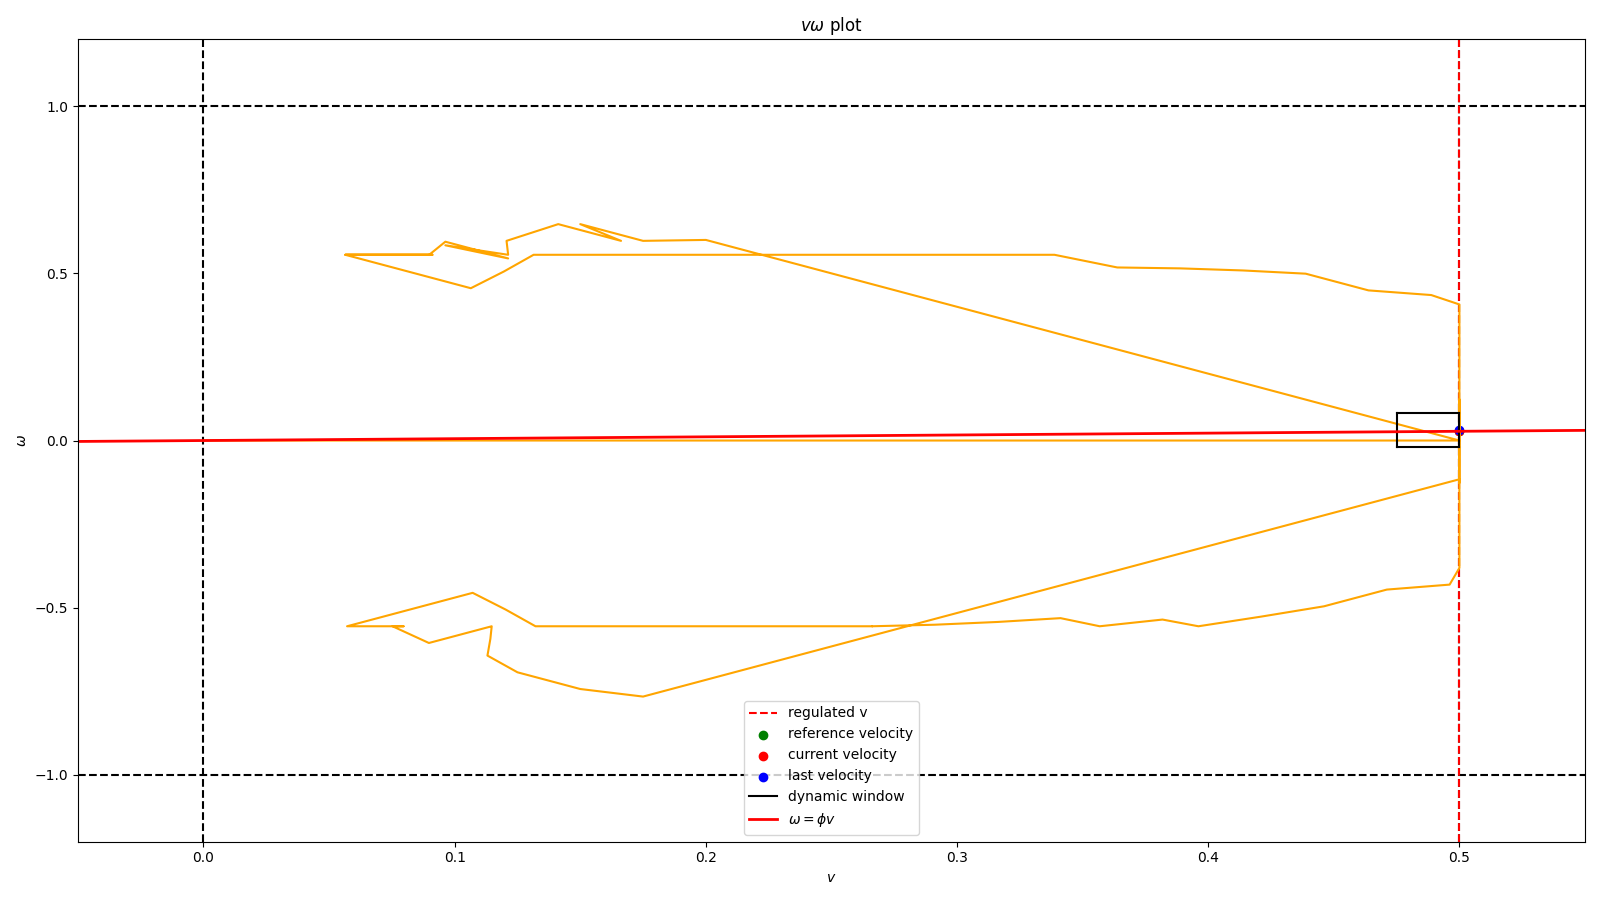 vω plot
1.0
0.5
0.0
−0.5
−1.0
ω
0.0
0.1
0.2
0.3
0.4
0.5
v
regulated v
reference velocity
current velocity
last velocity
dynamic window
ω = ϕv